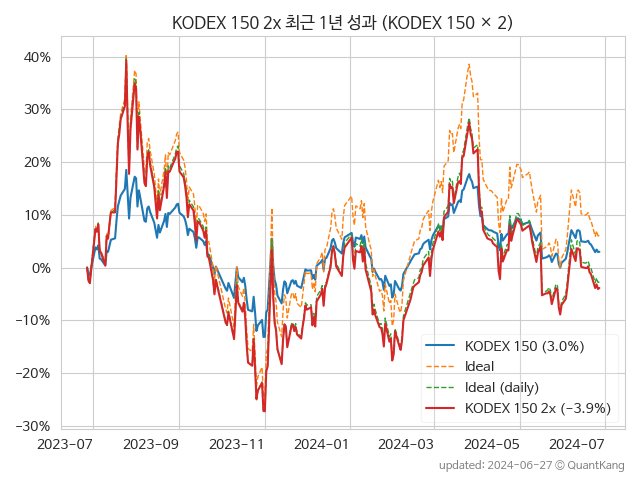 KODEX 150 2x 최근 1년 성과 (KODEX 150 × 2)
40%
30%
20%
10%
0%
−10%
−20%
−30%
KODEX 150 (3.0%)
Ideal
Ideal (daily)
KODEX 150 2x (−3.9%)
2023-07
2023-09
2023-11
2024-01
2024-03
2024-05
2024-07
updated: 2024-06-27 © QuantKang